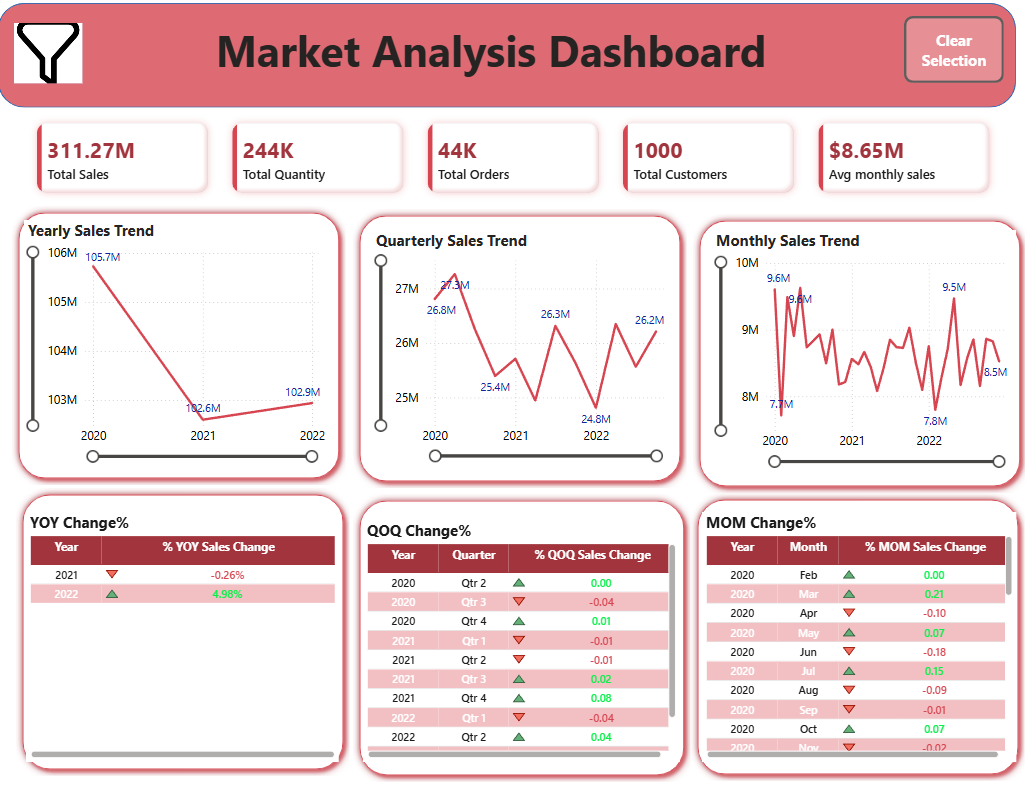 Market Analysis Dashboard
Clear
Selection
311.27M
Total Sales
244K
Total Quantity
44K
Total Orders
1000
Total Customers
$8.65M
Avg monthly sales
Yearly Sales Trend
106M
105M
104M
103M
105.7M
102.6M
102.9M
2020 2021 2022
Quarterly Sales Trend
27M
26M
25M
27.3M
26.8M
26.3M
26.2M
25.4M
24.8M
2020 2021 2022
Monthly Sales Trend
10M
9M
8M
9.6M
9.6M
9.5M
8.5M
7.7M
7.8M
2020 2021 2022
YOY Change%
Year % YOY Sales Change
2021 -0.26%
2022 4.98%
QOQ Change%
Year Quarter % QOQ Sales Change
2020 Qtr 2 0.00
2020 Qtr 3 -0.04
2020 Qtr 4 0.01
2021 Qtr 1 -0.01
2021 Qtr 2 -0.01
2021 Qtr 3 0.02
2021 Qtr 4 0.08
2022 Qtr 1 -0.04
2022 Qtr 2 0.04
MOM Change%
Year Month % MOM Sales Change
2020 Feb 0.00
2020 Mar 0.21
2020 Apr -0.10
2020 May 0.07
2020 Jun -0.18
2020 Jul 0.15
2020 Aug -0.09
2020 Sep -0.01
2020 Oct 0.07
2020 Nov -0.02